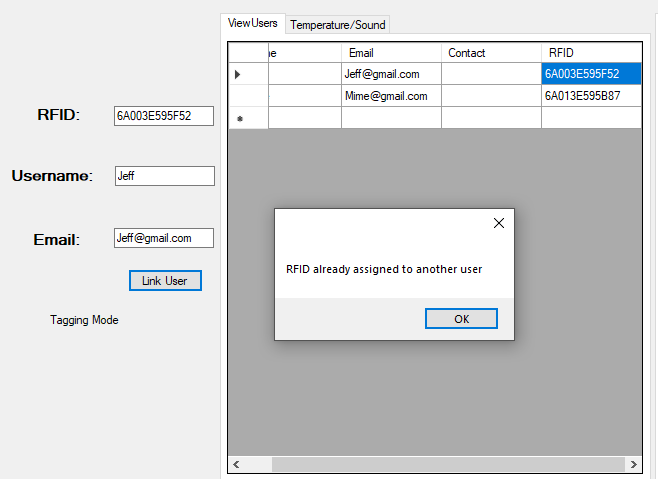 ViewUsers
Temperature/Sound
Email
Contact
RFID
Jeff@gmail.com
6A003E595F52
Mime@gmail.com
6A013E595B87
RFID:
6A003E595F52
Username:
Jeff
Email:
Jeff@gmail.com
Link User
Tagging Mode
RFID already assigned to another user
OK